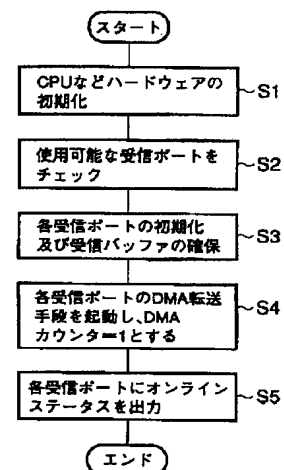 スタート
CPUなどハードウェアの
初期化
S1
使用可能な受信ポートを
チェック
S2
各受信ポートの初期化
及び受信バッファの確保
S3
各受信ポートのDMA転送
手段を起動し、DMA
カウンター1とする
S4
各受信ポートにオンライン
ステータスを出力
S5
エンド